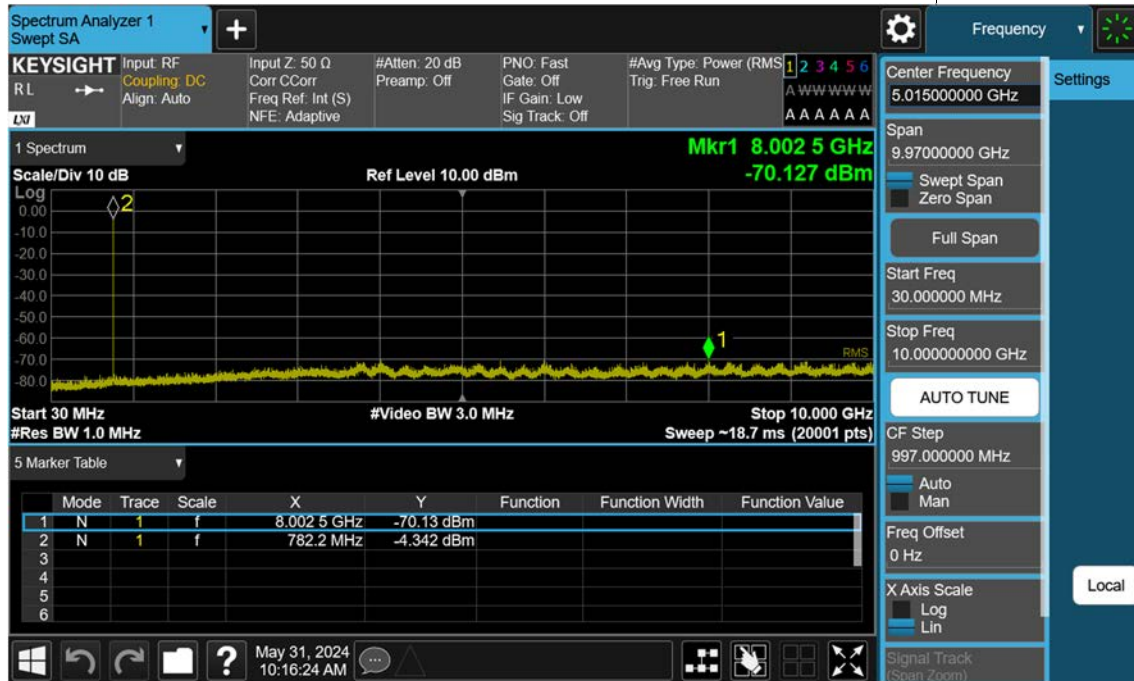 Spectrum Analyzer 1
Swept SA
+
Frequency
KEYSIGHT
R L
LXI
Input: RF
Coupling: DC
Align: Auto
Input Z: 50 Ω
Corr CCorr
Freq Ref: Int (S)
NFE: Adaptive
#Atten: 20 dB
Preamp: Off
PNO: Fast
Gate: Off
IF Gain: Low
Sig Track: Off
#Avg Type: Power (RMS
Trig: Free Run
1 2 3 4 5 6
A W W W W W
A A A A A A
1 Spectrum
Mkr1 8.002 5 GHz
-70.127 dBm
Scale/Div 10 dB
Ref Level 10.00 dBm
Log
0.00
-10.0
-20.0
-30.0
-40.0
-50.0
-60.0
-70.0
-80.0
2
1
RMS
Start 30 MHz
#Video BW 3.0 MHz
Stop 10.000 GHz
#Res BW 1.0 MHz
Sweep ~18.7 ms (20001 pts)
5 Marker Table
Mode Trace Scale X Y Function Function Width Function Value
1 N 1 f 8.002 5 GHz -70.13 dBm
2 N 1 f 782.2 MHz -4.342 dBm
3
4
5
6
?
May 31, 2024
10:16:24 AM
Center Frequency
5.015000000 GHz
Settings
Span
9.97000000 GHz
Swept Span
Zero Span
Full Span
Start Freq
30.000000 MHz
Stop Freq
10.000000000 GHz
AUTO TUNE
CF Step
997.000000 MHz
Auto
Man
Freq Offset
0 Hz
X Axis Scale
Log
Lin
Local
Signal Track
(Span Zoom)